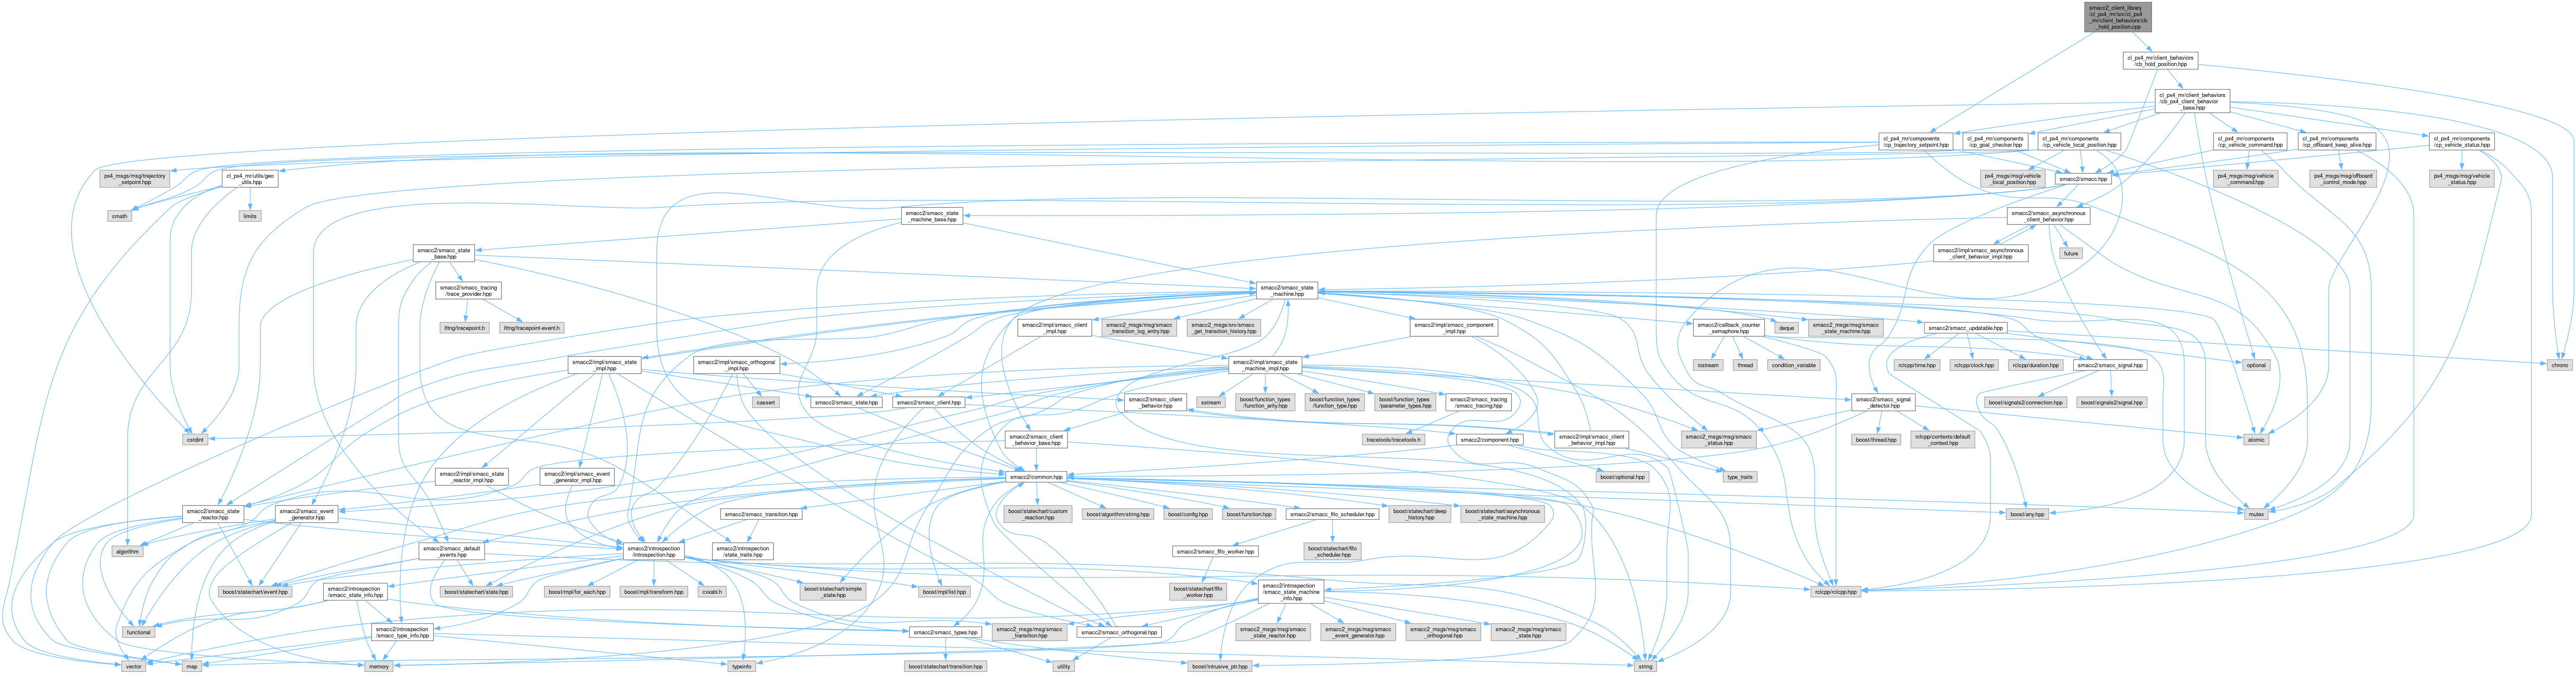 smacc2_client_library
/cl_px4_mr/src/cl_px4
_mr/client_behaviors/cb
_hold_position.cpp
cl_px4_mr/client_behaviors
/cb_hold_position.hpp
cl_px4_mr/client_behaviors
/cb_px4_client_behavior
_base.hpp
cl_px4_mr/components
/cp_trajectory_setpoint.hpp
cl_px4_mr/components
/cp_goal_checker.hpp
cl_px4_mr/components
/cp_vehicle_local_position.hpp
cl_px4_mr/components
/cp_vehicle_command.hpp
cl_px4_mr/components
/cp_offboard_keep_alive.hpp
cl_px4_mr/components
/cp_vehicle_status.hpp
px4_msgs/msg/trajectory
_setpoint.hpp
cl_px4_mr/utils/geo
_utils.hpp
px4_msgs/msg/vehicle
_local_position.hpp
smacc2/smacc.hpp
px4_msgs/msg/vehicle
_command.hpp
px4_msgs/msg/offboard
_control_mode.hpp
px4_msgs/msg/vehicle
_status.hpp
cmath
limits
smacc2/smacc_state
_machine_base.hpp
smacc2/smacc_asynchronous
_client_behavior.hpp
smacc2/smacc_state
_base.hpp
smacc2/impl/smacc_asynchronous
_client_behavior_impl.hpp
future
smacc2/smacc_tracing
/trace_provider.hpp
smacc2/smacc_state
_machine.hpp
lttng/tracepoint.h
lttng/tracepoint-event.h
smacc2/impl/smacc_client
_impl.hpp
smacc2_msgs/msg/smacc
_transition_log_entry.hpp
smacc2_msgs/srv/smacc
_get_transition_history.hpp
smacc2/impl/smacc_component
_impl.hpp
smacc2/callback_counter
_semaphore.hpp
deque
smacc2_msgs/msg/smacc
_state_machine.hpp
smacc2/smacc_updatable.hpp
smacc2/impl/smacc_state
_impl.hpp
smacc2/impl/smacc_orthogonal
_impl.hpp
smacc2/impl/smacc_state
_machine_impl.hpp
iostream
thread
condition_variable
rclcpp/time.hpp
rclcpp/clock.hpp
rclcpp/duration.hpp
smacc2/smacc_signal.hpp
optional
chrono
cassert
smacc2/smacc_state.hpp
smacc2/smacc_client.hpp
smacc2/smacc_client
_behavior.hpp
sstream
boost/function_types
/function_arity.hpp
boost/function_types
/function_type.hpp
boost/function_types
/parameter_types.hpp
smacc2/smacc_tracing
/smacc_tracing.hpp
smacc2/smacc_signal
_detector.hpp
boost/signals2/connection.hpp
boost/signals2/signal.hpp
cstdint
smacc2/smacc_client
_behavior_base.hpp
tracetools/tracetools.h
smacc2/component.hpp
smacc2/impl/smacc_client
_behavior_impl.hpp
smacc2_msgs/msg/smacc
_status.hpp
boost/thread.hpp
rclcpp/contexts/default
_context.hpp
atomic
smacc2/impl/smacc_state
_reactor_impl.hpp
smacc2/impl/smacc_event
_generator_impl.hpp
smacc2/common.hpp
boost/optional.hpp
type_traits
smacc2/smacc_state
_reactor.hpp
smacc2/smacc_event
_generator.hpp
smacc2/smacc_transition.hpp
boost/statechart/custom
_reaction.hpp
boost/algorithm/string.hpp
boost/config.hpp
boost/function.hpp
smacc2/smacc_fifo_scheduler.hpp
boost/statechart/deep
_history.hpp
boost/statechart/asynchronous
_state_machine.hpp
boost/any.hpp
mutex
algorithm
smacc2/smacc_default
_events.hpp
smacc2/introspection
/introspection.hpp
smacc2/introspection
/state_traits.hpp
smacc2/smacc_fifo_worker.hpp
boost/statechart/fifo
_scheduler.hpp
boost/statechart/event.hpp
smacc2/introspection
/smacc_state_info.hpp
boost/statechart/state.hpp
boost/mpl/for_each.hpp
boost/mpl/transform.hpp
cxxabi.h
boost/statechart/simple
_state.hpp
boost/mpl/list.hpp
boost/statechart/fifo
_worker.hpp
smacc2/introspection
/smacc_state_machine
_info.hpp
rclcpp/rclcpp.hpp
functional
smacc2/introspection
/smacc_type_info.hpp
smacc2/smacc_types.hpp
smacc2_msgs/msg/smacc
_transition.hpp
smacc2/smacc_orthogonal.hpp
smacc2_msgs/msg/smacc
_state_reactor.hpp
smacc2_msgs/msg/smacc
_event_generator.hpp
smacc2_msgs/msg/smacc
_orthogonal.hpp
smacc2_msgs/msg/smacc
_state.hpp
vector
map
memory
typeinfo
boost/statechart/transition.hpp
utility
boost/intrusive_ptr.hpp
string